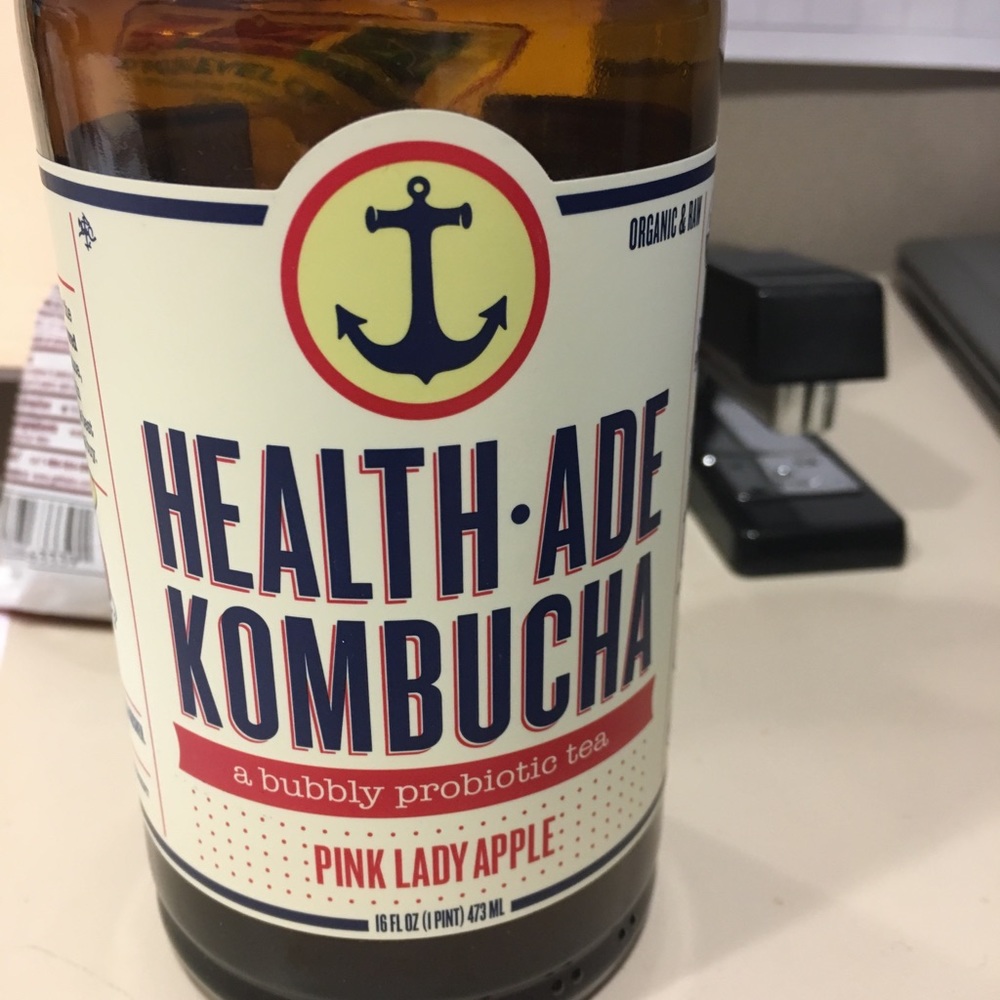 ORGANIC & RAW
HEALTH·ADE
KOMBUCHA
a bubbly probiotic tea
PINK LADY APPLE
16 FL OZ (1 PINT) 473 ML